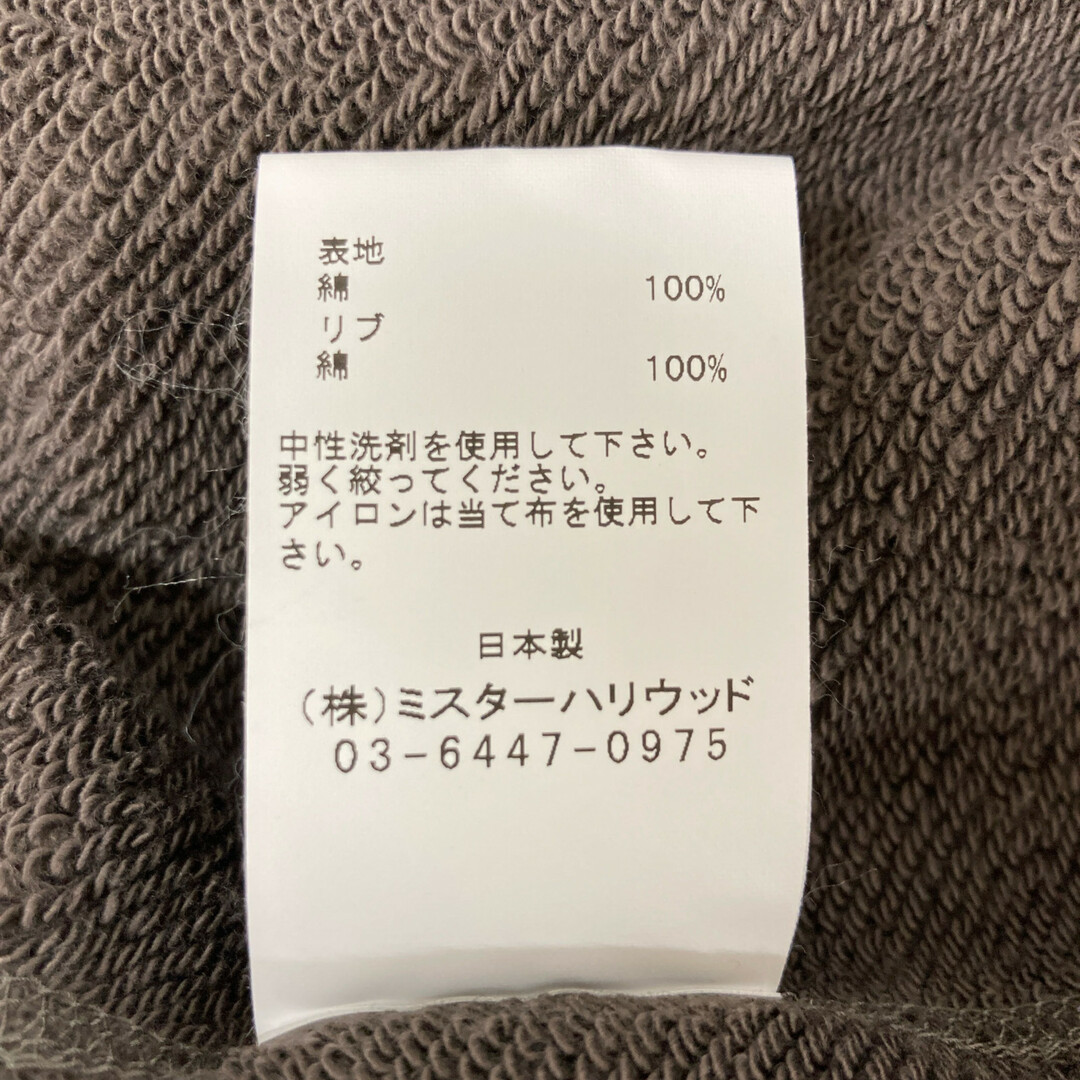 表地
綿 100%
リブ
綿 100%
中性洗剤を使用して下さい。
弱く絞ってください。
アイロンは当て布を使用して下
さい。
日本製
(株)ミスターハリウッド
03-6447-0975